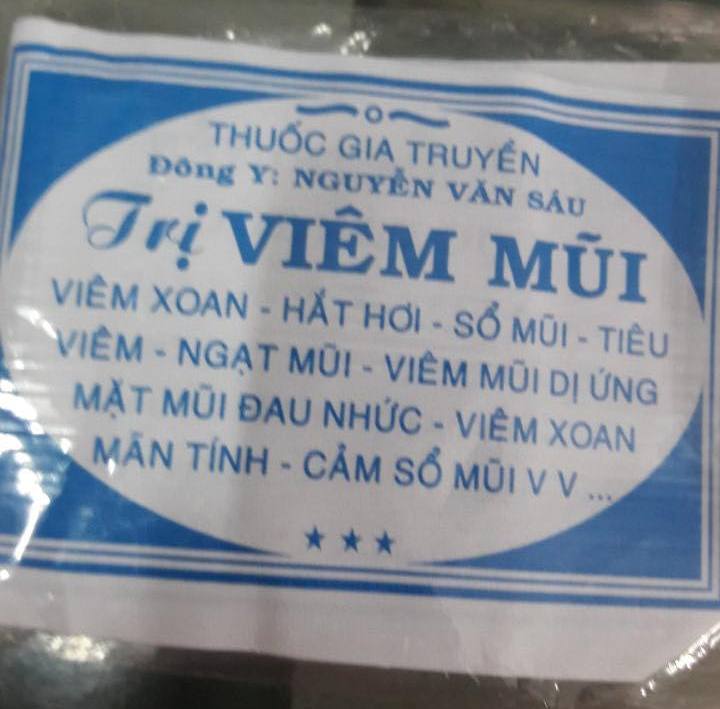 THUỐC GIA TRUYỀN
Đông Y: NGUYỄN VĂN SÁU
Trị VIÊM MŨI
VIÊM XOAN - HẮT HƠI - SỔ MŨI - TIÊU
VIÊM - NGẠT MŨI - VIÊM MŨI DỊ ỨNG
MẶT MŨI ĐAU NHỨC - VIÊM XOAN
MÃN TÍNH - CẢM SỔ MŨI V V ...